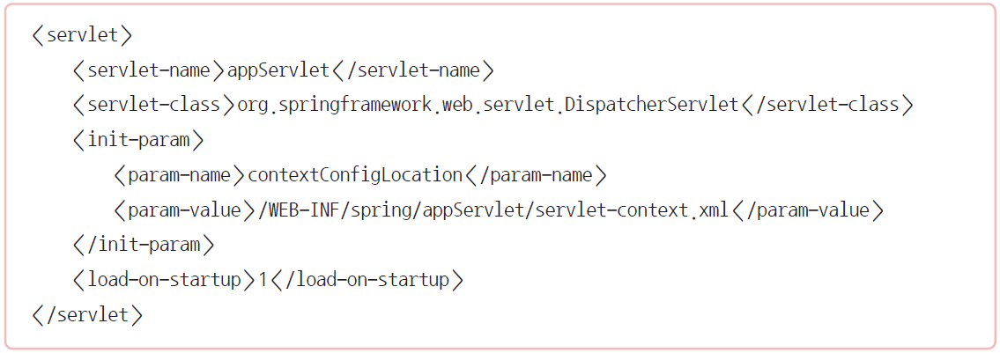 <servlet>
<servlet-name>appServlet</servlet-name>
<servlet-class>org.springframework.web.servlet.DispatcherServlet</servlet-class>
<init-param>
<param-name>contextConfigLocation</param-name>
<param-value>/WEB-INF/spring/appServlet/servlet-context.xml</param-value>
</init-param>
<load-on-startup>1</load-on-startup>
</servlet>